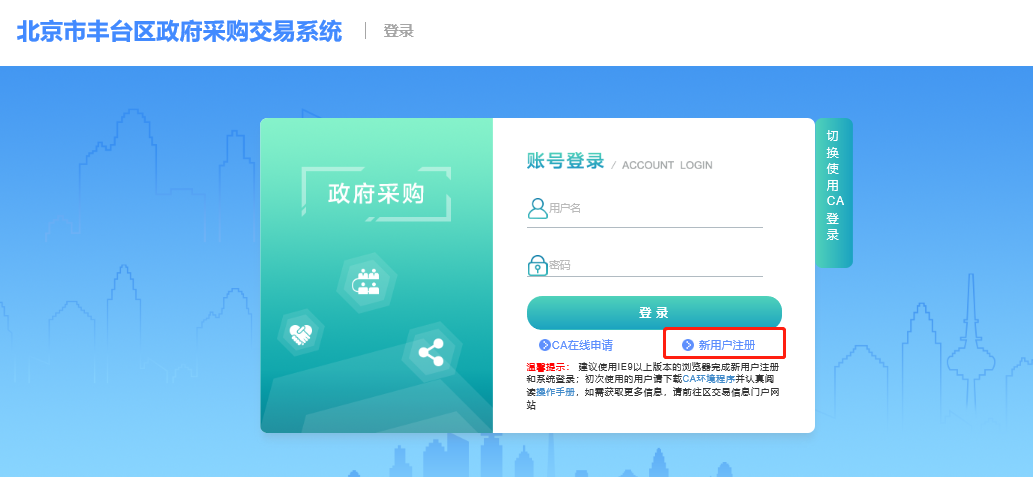 北京市丰台区政府采购交易系统
登录
政府采购
账号登录 / ACCOUNT LOGIN
用户名
密码
登 录
CA在线申请
新用户注册
温馨提示： 建议使用IE9以上版本的浏览器完成新用户注册
和系统登录；初次使用的用户请下载CA环境程序并认真阅
读操作手册，如需获取更多信息，请前往区交易信息门户网
站
切
换
使
用
CA
登
录